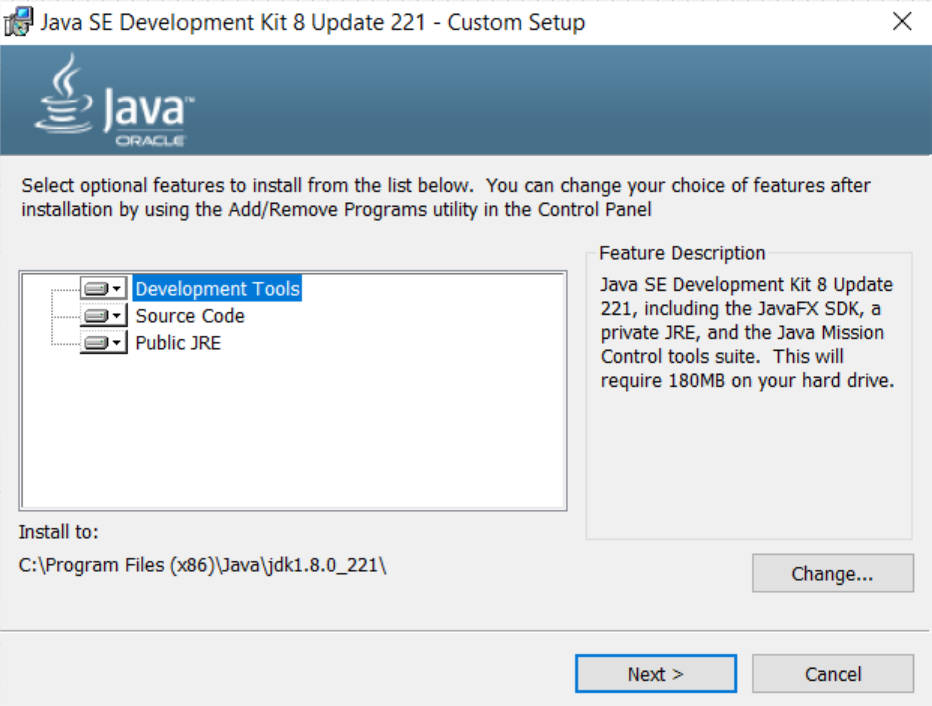 Java SE Development Kit 8 Update 221 - Custom Setup
Java™
ORACLE
Select optional features to install from the list below.  You can change your choice of features after
installation by using the Add/Remove Programs utility in the Control Panel
Development Tools
Source Code
Public JRE
Feature Description
Java SE Development Kit 8 Update
221, including the JavaFX SDK, a
private JRE, and the Java Mission
Control tools suite.  This will
require 180MB on your hard drive.
Install to:
C:\Program Files (x86)\Java\jdk1.8.0_221\
Change...
Next >
Cancel